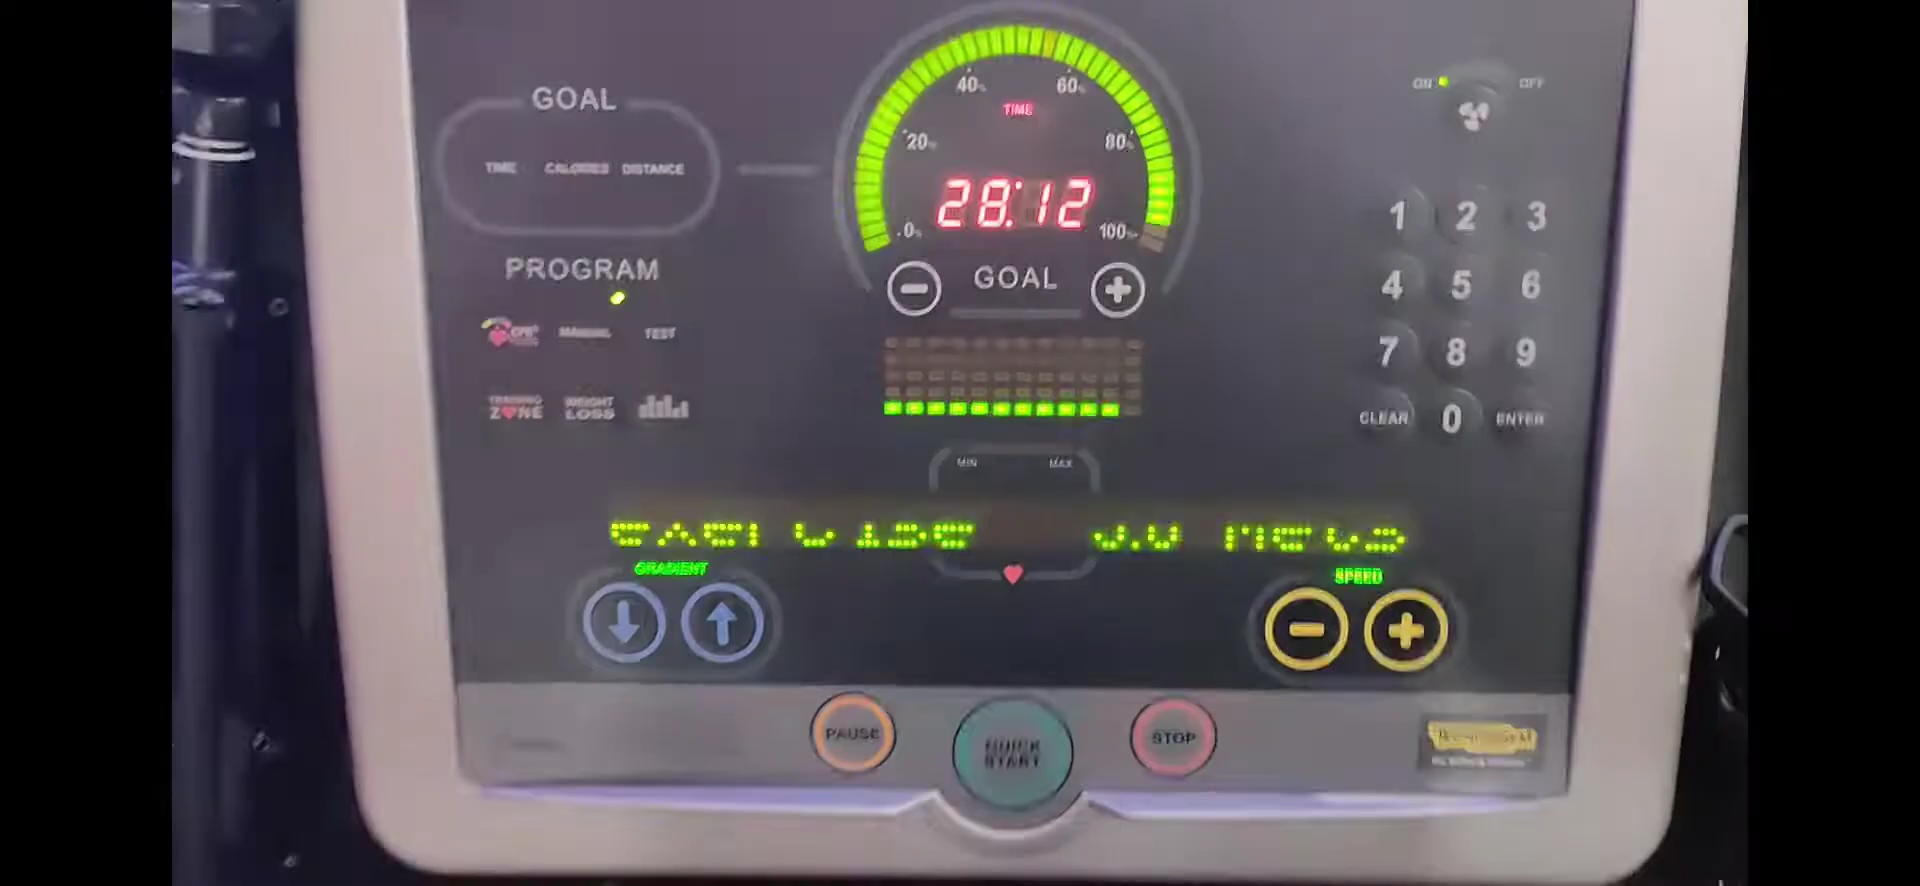 GOAL
TIME CALORIES DISTANCE
PROGRAM
MANUAL TEST
TRAINING ZONE
WEIGHT LOSS
0% 20% 40% 60% 80% 100%
TIME
28:12
GOAL
MIN MAX
ON OFF
1 2 3
4 5 6
7 8 9
CLEAR 0 ENTER
GRADIENT
SPEED
PAUSE
QUICK START
STOP